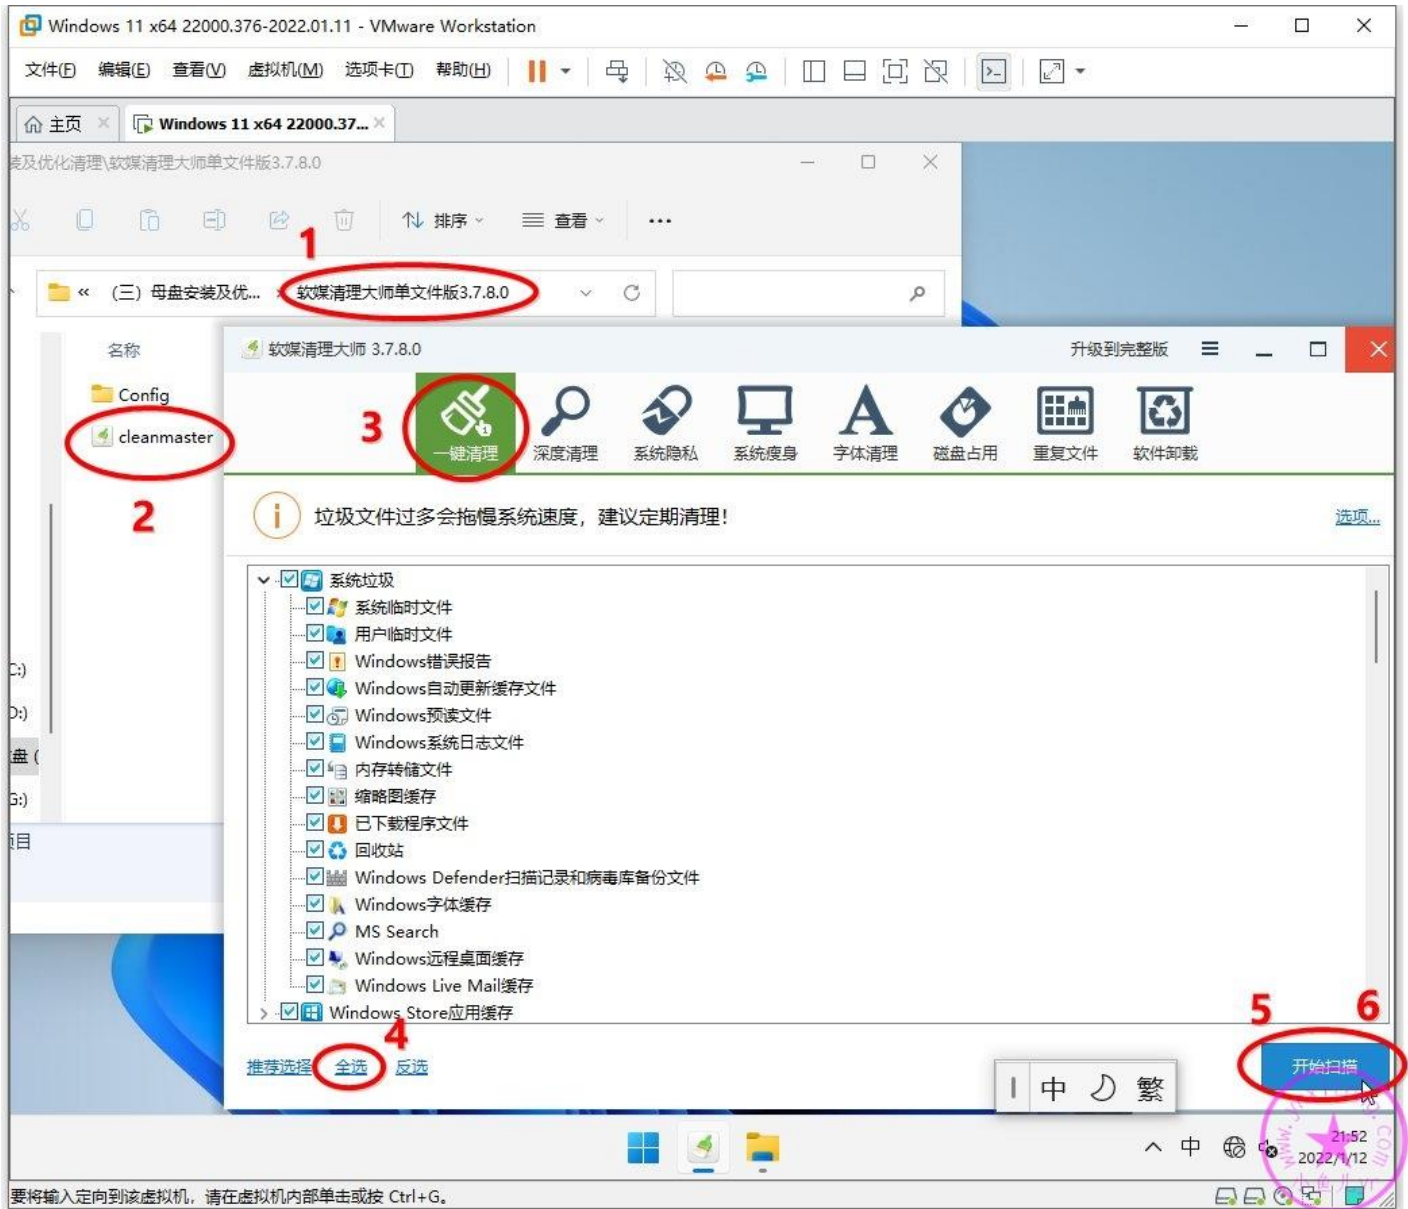 Windows 11 x64 22000.376-2022.01.11 - VMware Workstation
文件(F) 编辑(E) 查看(V) 虚拟机(M) 选项卡(T) 帮助(H)
主页 Windows 11 x64 22000.37...
装及优化清理\软媒清理大师单文件版3.7.8.0
排序 查看 ...
1
« (三) 母盘安装及优... 软媒清理大师单文件版3.7.8.0
名称
Config
cleanmaster
2
软媒清理大师 3.7.8.0 升级到完整版
3
一键清理 深度清理 系统隐私 系统瘦身 字体清理 磁盘占用 重复文件 软件卸载
垃圾文件过多会拖慢系统速度，建议定期清理！ 选项...
系统垃圾
系统临时文件
用户临时文件
Windows错误报告
C:)
Windows自动更新缓存文件
D:)
Windows预读文件
Windows系统日志文件
盘 (
内存转储文件
缩略图缓存
G:)
已下载程序文件
项目
回收站
Windows Defender扫描记录和病毒库备份文件
Windows字体缓存
MS Search
Windows远程桌面缓存
Windows Live Mail缓存
Windows Store应用缓存
4
5 6
推荐选择 全选 反选 开始扫描
中 繁
中 21:52
2022/1/12
小鱼儿yr
要将输入定向到该虚拟机，请在虚拟机内部单击或按 Ctrl+G。